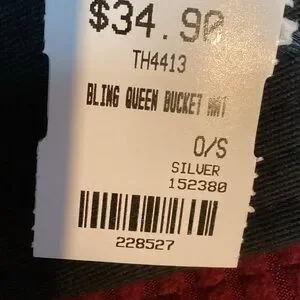 $34.90
TH4413
BLING QUEEN BUCKET HAT
O/S
SILVER
152380
228527